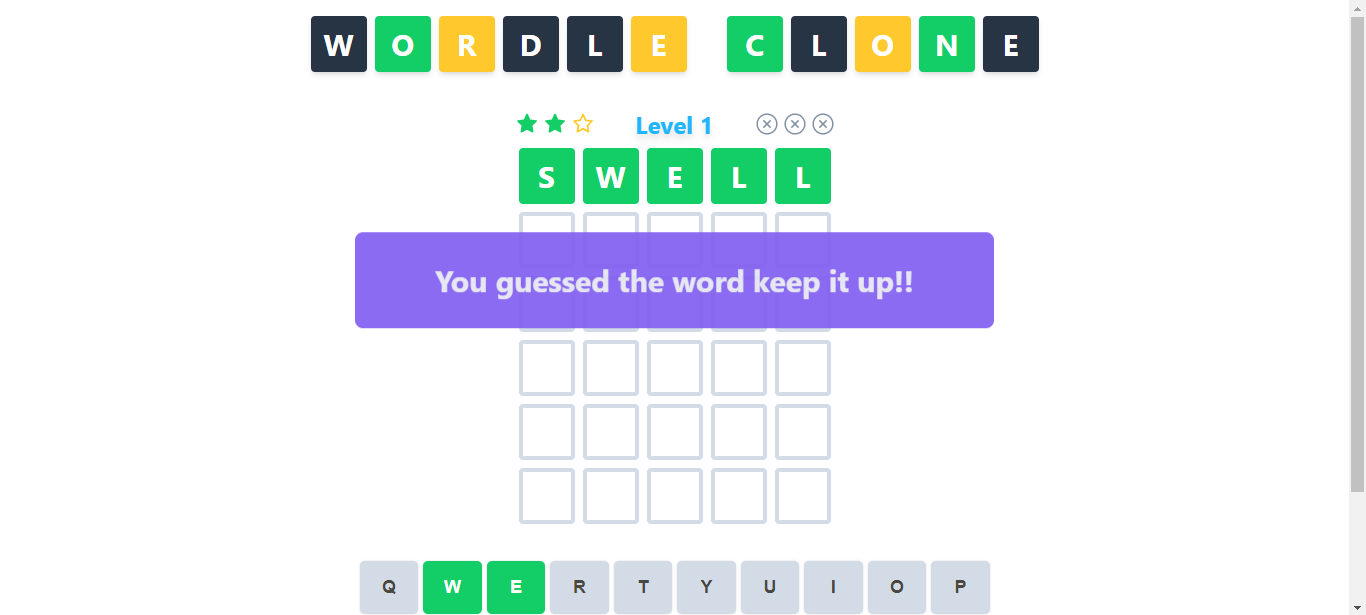 WORDLE CLONE
Level 1
SWELL
You guessed the word keep it up!!
Q W E R T Y U I O P